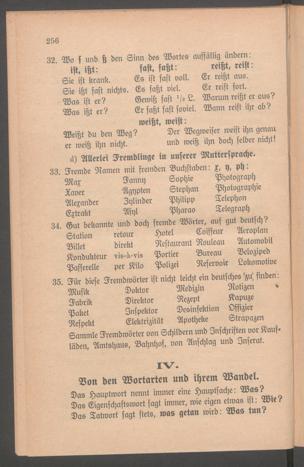 256
32. Wo ſ und ß den Sinn des Wortes auffällig ändern:
ist, ißt: fast, faßt: reißt, reist:
Sie ist krank. Es ist fast voll. Er reißt aus.
Sie ißt fast nichts. Es faßt viel. Er reist fort.
Was ist er? Gewiß fast ½ L. Warum reißt er aus?
Was ißt er? Er faßt fast soviel. Wann reist ihr ab?
weißt, weist:
Weißt du den Weg? Der Wegweiser weist ihn genau
er weiß ihn nicht. und weiß ihn doch selber nicht!
d) Allerlei Fremdlinge in unserer Muttersprache.
33. Fremde Namen mit fremden Buchstaben: x, y, ph:
Max Fanny Sophie Photograph
Xaver Ägypten Stephan Photographie
Alexander Zylinder Philipp Telephon
Extrakt Asyl Pharao Telegraph
34. Gut bekannte und doch fremde Wörter, auf gut deutsch?
Station retour Hotel Coiffeur Aeroplan
Billet direkt Restaurant Rouleau Automobil
Kondukteur vis-à-vis Portier Bureau Velociped
Passerelle per Kilo Polizei Reservoir Lokomotive
35. Für diese Fremdwörter ist nicht leicht ein deutsches zu finden:
Musik Doktor Medizin Notizen
Fabrik Direktor Rezept Kapuze
Paket Inspektor Desinfektion Offizier
Respekt Elektrizität Apotheke Strapazen
Sammle Fremdwörter von Schildern und Inschriften vor Kauf-
läden, Amtshaus, Bahnhof, von Anschlag und Inserat.
IV.
Von den Wortarten und ihrem Wandel.
Das Hauptwort nennt immer eine Hauptsache: Was?
Das Eigenschaftswort sagt immer, wie eigen etwas ist: Wie?
Das Tatwort sagt stets, was getan wird: Was tun?